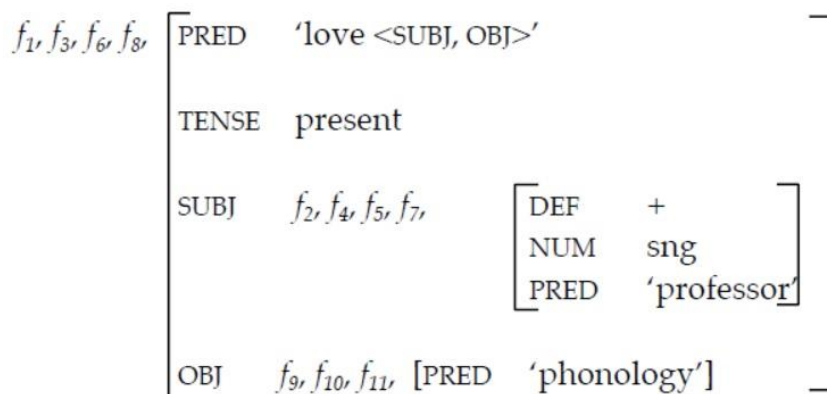 f₁, f₃, f₆, f₈, PRED ‘love <SUBJ, OBJ>’
TENSE present
SUBJ f₂, f₄, f₅, f₇, DEF +
NUM sng
PRED ‘professor’
OBJ f₉, f₁₀, f₁₁, [PRED ‘phonology’]